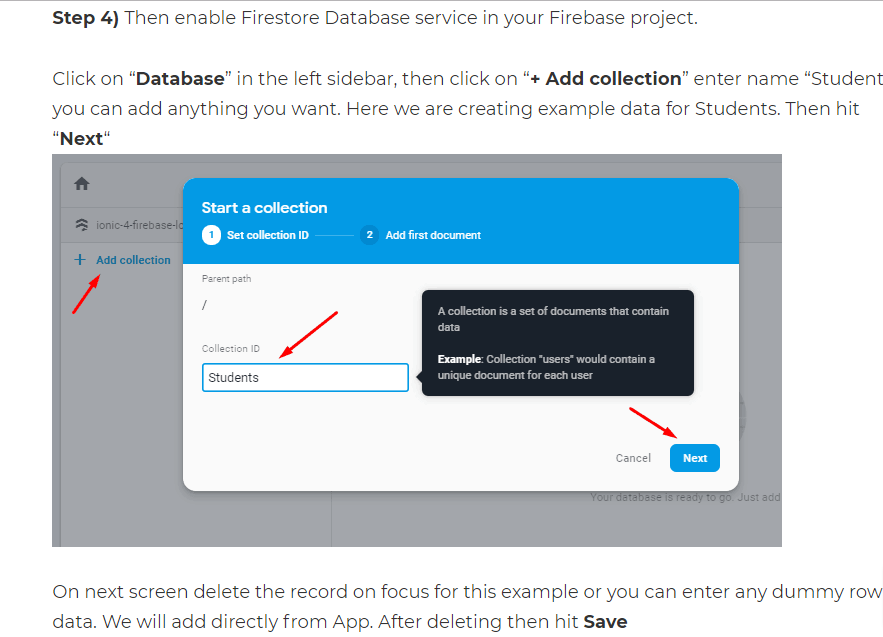 Step 4) Then enable Firestore Database service in your Firebase project.
Click on “Database” in the left sidebar, then click on “+ Add collection” enter name “Student
you can add anything you want. Here we are creating example data for Students. Then hit
“Next“
Start a collection
1 Set collection ID
2 Add first document
ionic-4-firebase-lo
+ Add collection
Parent path
/
A collection is a set of documents that contain
data
Example: Collection "users" would contain a
unique document for each user
Collection ID
Students
Cancel
Next
Your database is ready to go. Just add
On next screen delete the record on focus for this example or you can enter any dummy row
data. We will add directly from App. After deleting then hit Save